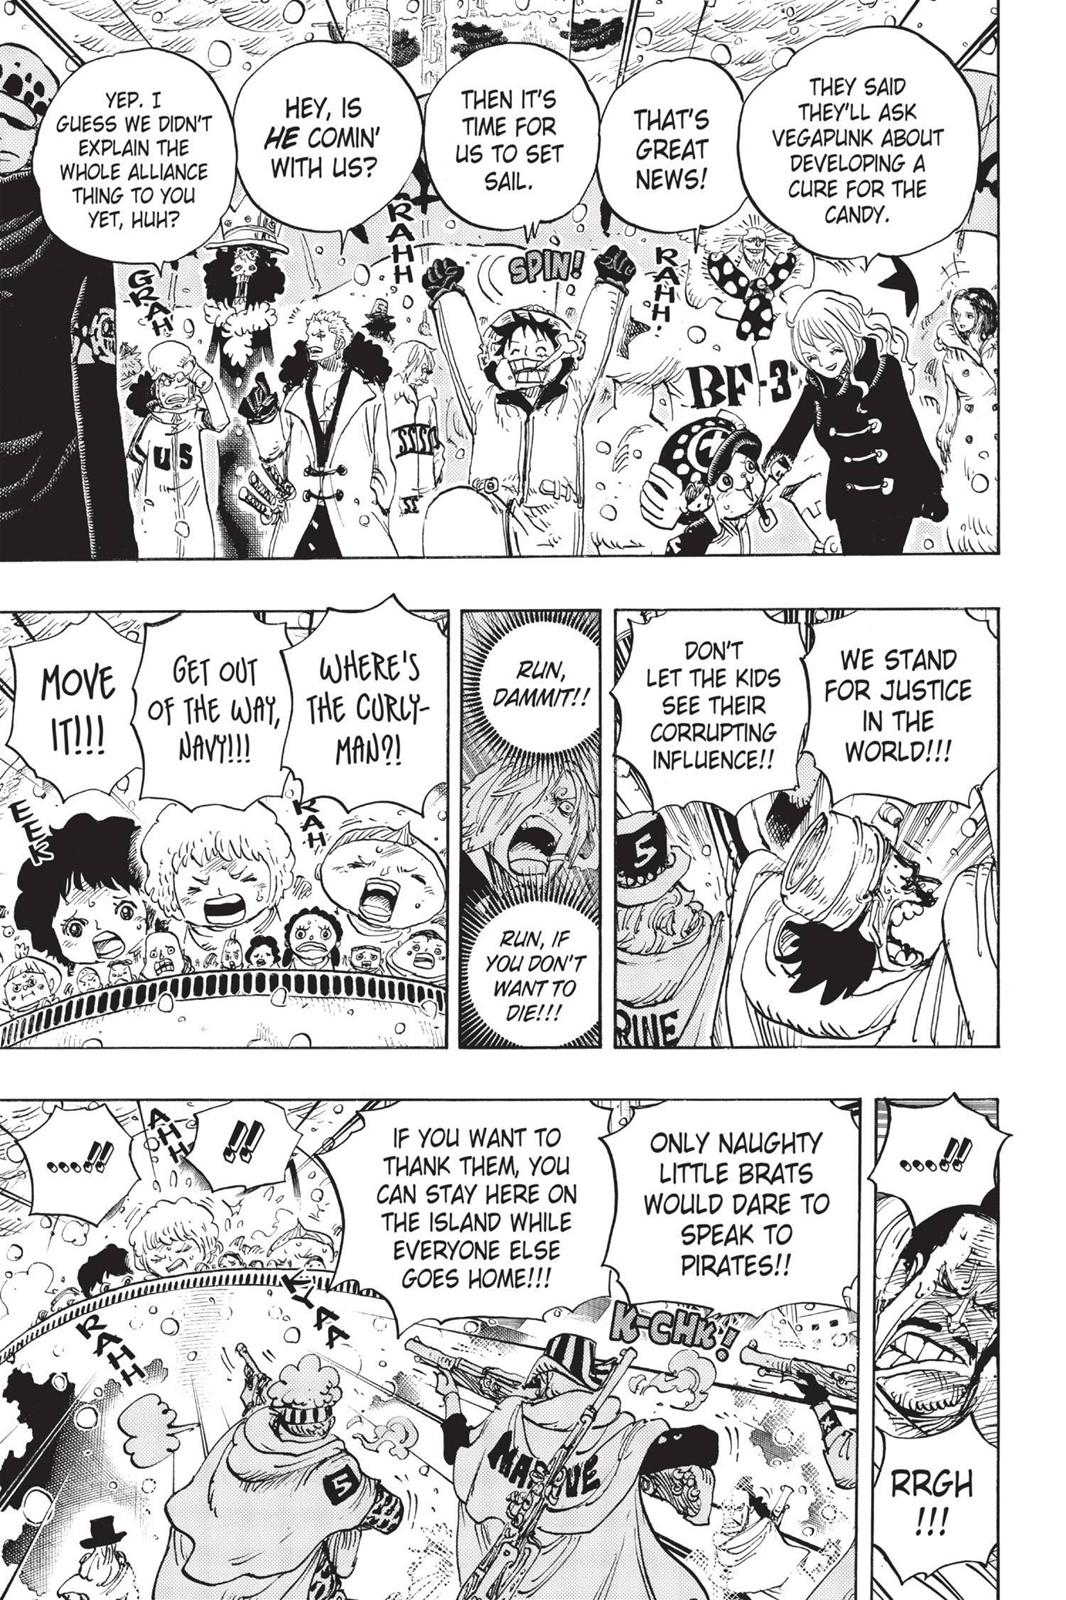 THEY SAID
THEY'LL ASK
VEGAPUNK ABOUT
DEVELOPING A
CURE FOR THE
CANDY.
THAT'S
GREAT
NEWS!
THEN IT'S
TIME FOR
US TO SET
SAIL.
HEY, IS
HE COMIN'
WITH US?
YEP. I
GUESS WE DIDN'T
EXPLAIN THE
WHOLE ALLIANCE
THING TO YOU
YET, HUH?
RAHH!
SPIN!
RAHH
GRAH
BF-3
US
SSSS
SS
WE STAND
FOR JUSTICE
IN THE
WORLD!!!
DON'T
LET THE KIDS
SEE THEIR
CORRUPTING
INFLUENCE!!
5
RINE
RUN,
DAMMIT!!
RUN, IF
YOU DON'T
WANT TO
DIE!!!
WHERE'S
THE CURLY-
MAN?!
GET OUT
OF THE WAY,
NAVY!!!
MOVE
IT!!!
RAH
EEK
...!!
RRGH
!!!
ONLY NAUGHTY
LITTLE BRATS
WOULD DARE TO
SPEAK TO
PIRATES!!
IF YOU WANT TO
THANK THEM, YOU
CAN STAY HERE ON
THE ISLAND WHILE
EVERYONE ELSE
GOES HOME!!!
!!
...!!
AHH
K-CHK!
KYAA
RAHH
MARINE
5